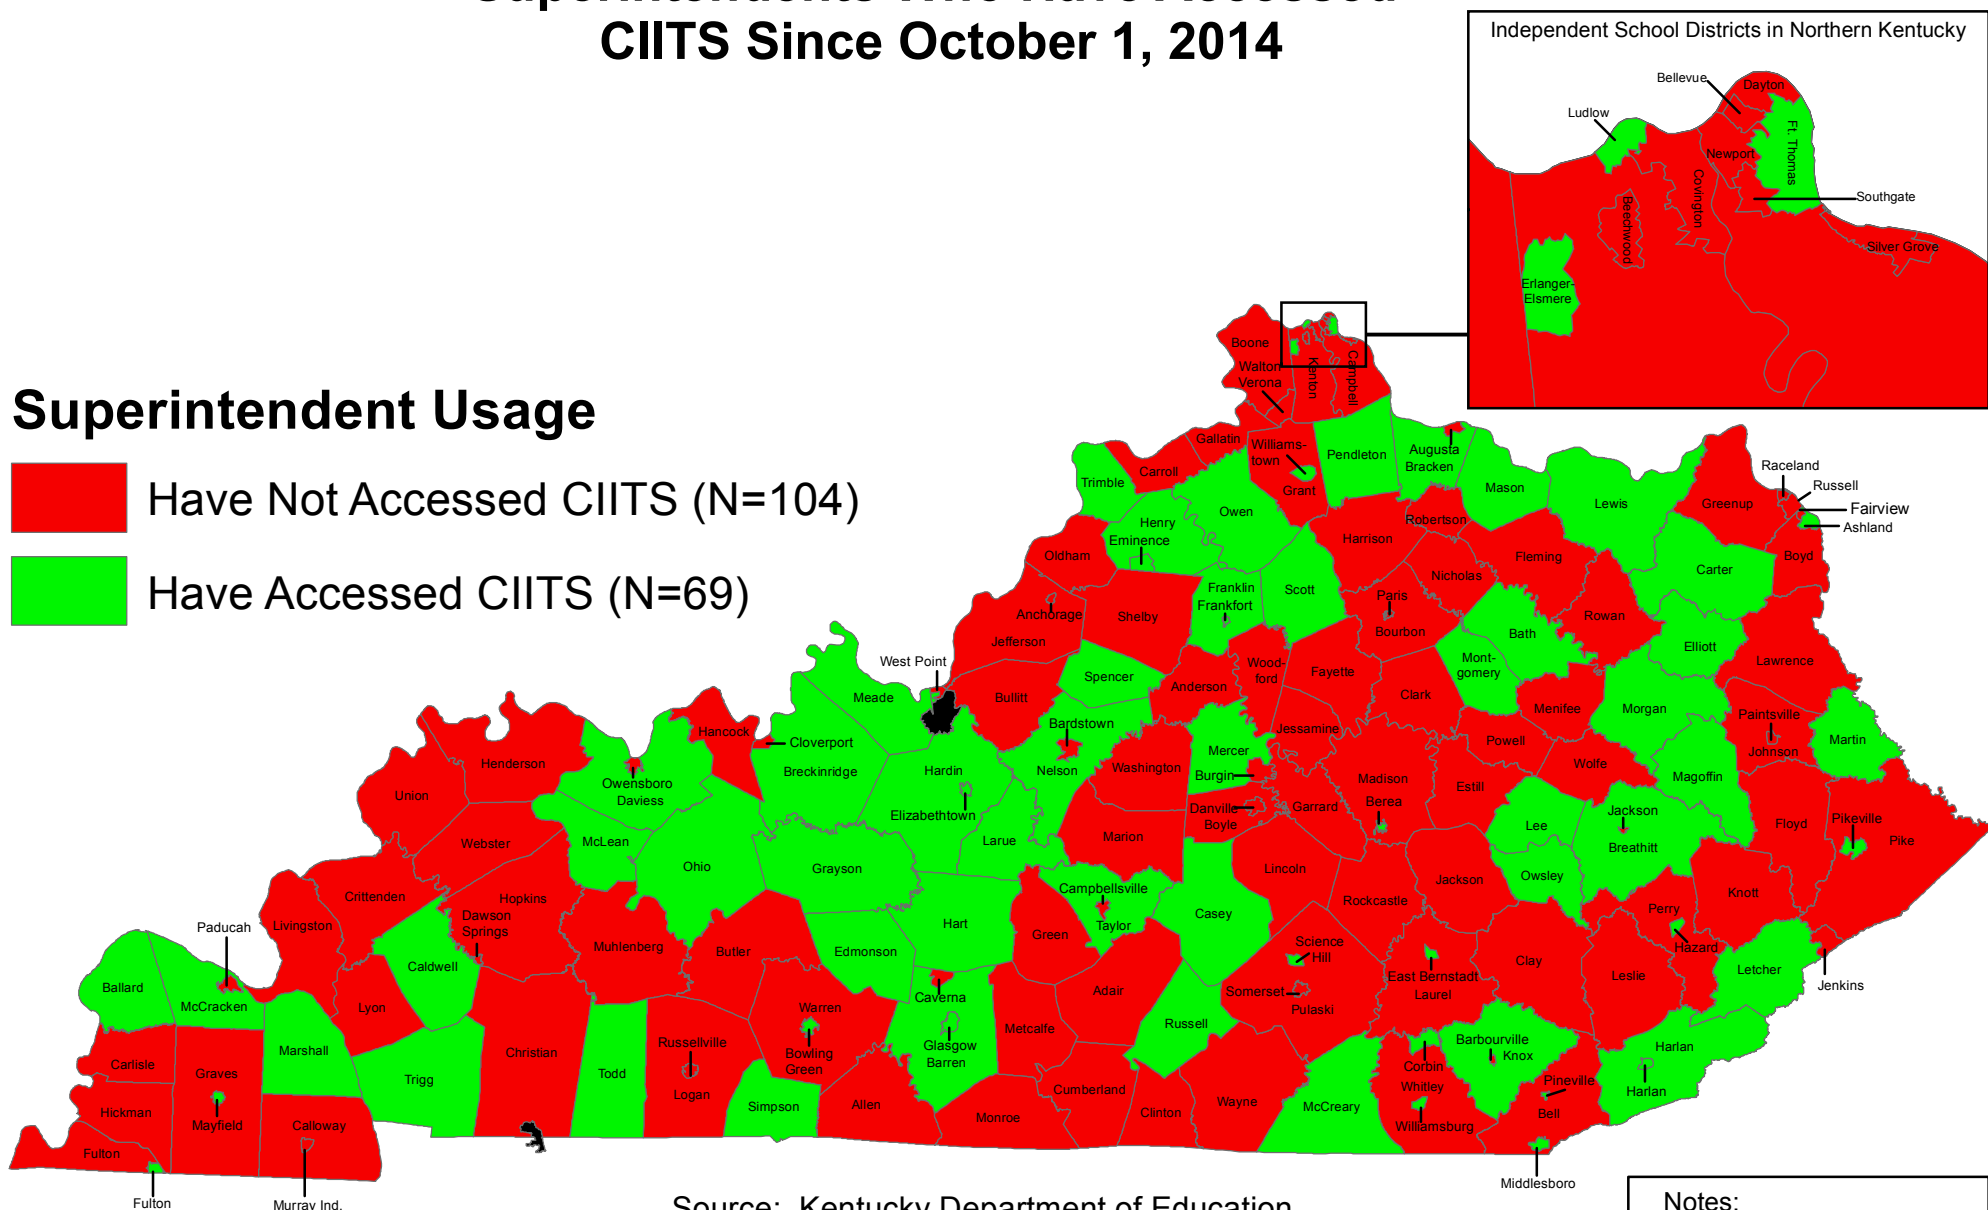 Superintendents Who Have Accessed
CIITS Since October 1, 2014
Independent School Districts in Northern Kentucky
Bellevue
Dayton
Ludlow
Ft. Thomas
Newport
Covington
Southgate
Beechwood
Silver Grove
Erlanger-
Elsmere
Superintendent Usage
Have Not Accessed CIITS (N=104)
Have Accessed CIITS (N=69)
Boone
Walton
Verona
Kenton
Campbell
Gallatin
Williams-
town
Grant
Pendleton
Augusta
Bracken
Carroll
Trimble
Mason
Lewis
Greenup
Raceland
Russell
Fairview
Ashland
Boyd
Henry
Eminence
Owen
Robertson
Harrison
Fleming
Oldham
Nicholas
Carter
Franklin
Frankfort
Scott
Paris
Bourbon
Rowan
Anchorage
Jefferson
Shelby
Bath
Elliott
Lawrence
West Point
Meade
Bullitt
Spencer
Anderson
Wood-
ford
Fayette
Clark
Mont-
gomery
Menifee
Morgan
Paintsville
Johnson
Martin
Hancock
Cloverport
Breckinridge
Bardstown
Nelson
Jessamine
Mercer
Burgin
Powell
Wolfe
Magoffin
Henderson
Owensboro
Daviess
Hardin
Elizabethtown
Washington
Madison
Berea
Estill
Union
Danville
Boyle
Garrard
Lee
Jackson
Breathitt
Floyd
Pikeville
Pike
Webster
McLean
Ohio
Grayson
Larue
Marion
Lincoln
Rockcastle
Jackson
Owsley
Knott
Crittenden
Hopkins
Dawson
Springs
Livingston
Paducah
Muhlenberg
Butler
Edmonson
Hart
Campbellsville
Taylor
Green
Casey
Science
Hill
Perry
Hazard
Caldwell
East Bernstadt
Laurel
Clay
Leslie
Letcher
Jenkins
Ballard
McCracken
Lyon
Caverna
Adair
Somerset
Pulaski
Warren
Bowling
Green
Metcalfe
Russell
Carlisle
Graves
Mayfield
Marshall
Trigg
Christian
Todd
Russellville
Logan
Glasgow
Barren
Barbourville
Knox
Corbin
Whitley
Harlan
Harlan
Hickman
Calloway
Simpson
Allen
Monroe
Cumberland
Clinton
Wayne
McCreary
Williamsburg
Pineville
Bell
Fulton
Fulton
Murray Ind.
Middlesboro
Source: Kentucky Department of Education
Notes: